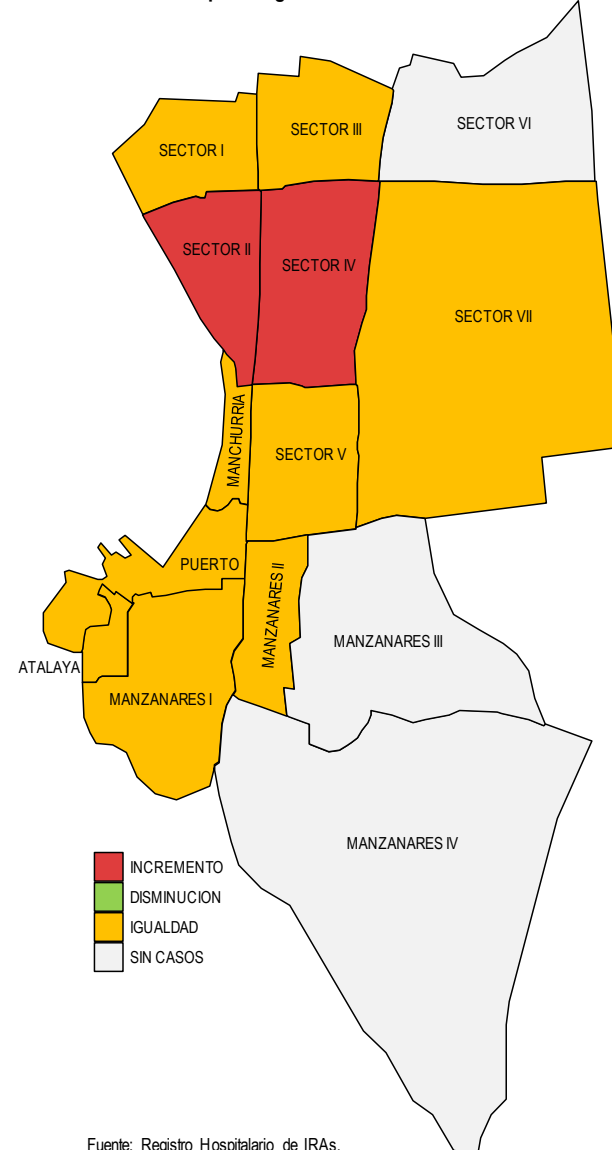 SECTOR VI
SECTOR III
SECTOR I
SECTOR II
SECTOR IV
SECTOR VII
MANCHURRIA
SECTOR V
PUERTO
MANZANARES II
MANZANARES III
ATALAYA
MANZANARES I
MANZANARES IV
INCREMENTO
DISMINUCION
IGUALDAD
SIN CASOS
Fuente: Registro Hospitalario de IRAs.